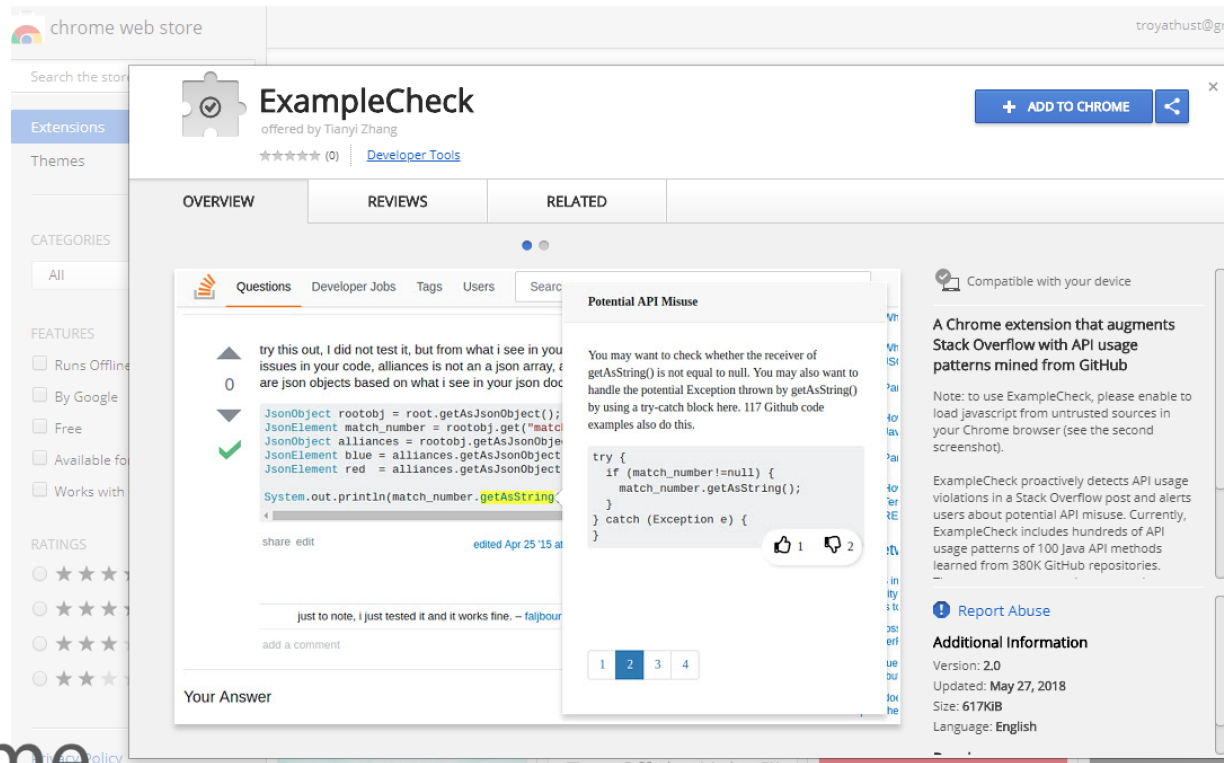 chrome web store
troyathust@g
Search the store
ExampleCheck
offered by Tianyi Zhang
(0)
Developer Tools
ADD TO CHROME
Extensions
Themes
OVERVIEW
REVIEWS
RELATED
CATEGORIES
All
FEATURES
Runs Offline
By Google
Free
Available for
Works with
RATINGS
Privacy Policy
Questions Developer Jobs Tags Users
Searc
try this out, I did not test it, but from what i see in you
issues in your code, alliances is not an a json array, a
are json objects based on what i see in your json doc
0
JsonObject rootobj = root.getAsJsonObject();
JsonElement match_number = rootobj.get("matc
JsonObject alliances = rootobj.getAsJsonObje
JsonElement blue = alliances.getAsJsonObject
JsonElement red = alliances.getAsJsonObject
System.out.println(match_number.getAsString
share edit
edited Apr 25 '15 at
just to note, i just tested it and it works fine. – faljbour
add a comment
Your Answer
Potential API Misuse
You may want to check whether the receiver of
getAsString() is not equal to null. You may also want to
handle the potential Exception thrown by getAsString()
by using a try-catch block here. 117 Github code
examples also do this.
try {
if (match_number!=null) {
match_number.getAsString();
}
} catch (Exception e) {
}
1
2
1 2 3 4
Compatible with your device
A Chrome extension that augments
Stack Overflow with API usage
patterns mined from GitHub
Note: to use ExampleCheck, please enable to
load javascript from untrusted sources in
your Chrome browser (see the second
screenshot).
ExampleCheck proactively detects API usage
violations in a Stack Overflow post and alerts
users about potential API misuse. Currently,
ExampleCheck includes hundreds of API
usage patterns of 100 Java API methods
learned from 380K GitHub repositories.
Report Abuse
Additional Information
Version: 2.0
Updated: May 27, 2018
Size: 617KiB
Language: English